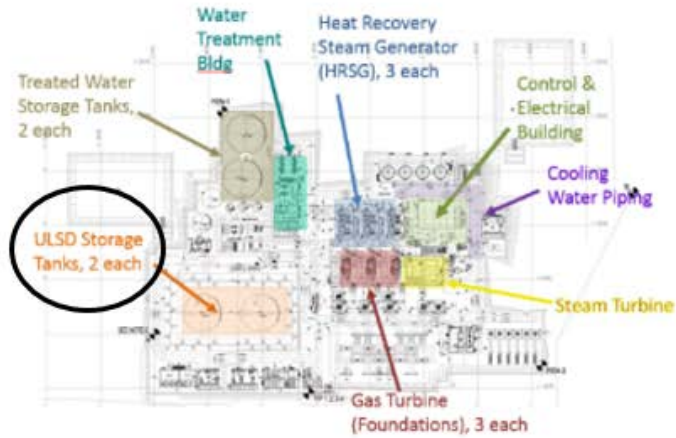 Water
Treatment
Bldg
Heat Recovery
Steam Generator
(HRSG), 3 each
Treated Water
Storage Tanks,
2 each
Control &
Electrical
Building
Cooling
Water Piping
ULSD Storage
Tanks, 2 each
Steam Turbine
Gas Turbine
(Foundations), 3 each